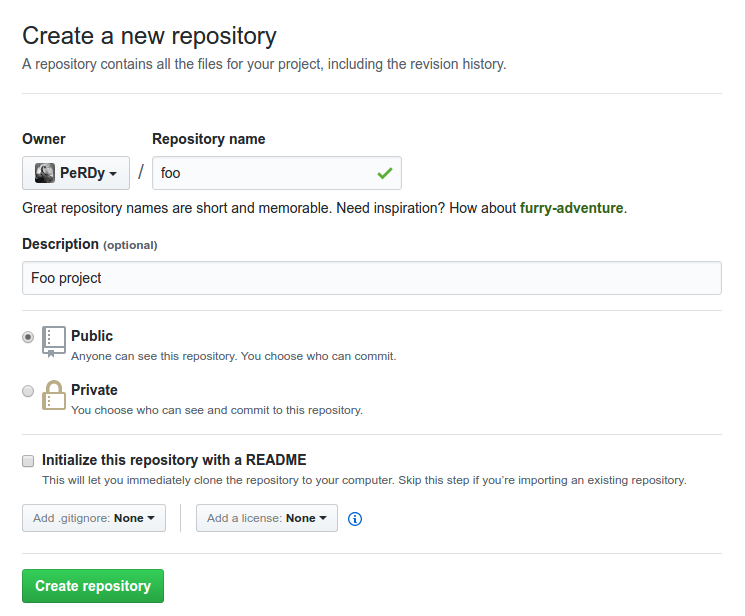 Create a new repository
A repository contains all the files for your project, including the revision history.
Owner
Repository name
PeRDy / foo
Great repository names are short and memorable. Need inspiration? How about furry-adventure.
Description (optional)
Foo project
Public
Anyone can see this repository. You choose who can commit.
Private
You choose who can see and commit to this repository.
Initialize this repository with a README
This will let you immediately clone the repository to your computer. Skip this step if you’re importing an existing repository.
Add .gitignore: None
Add a license: None
Create repository